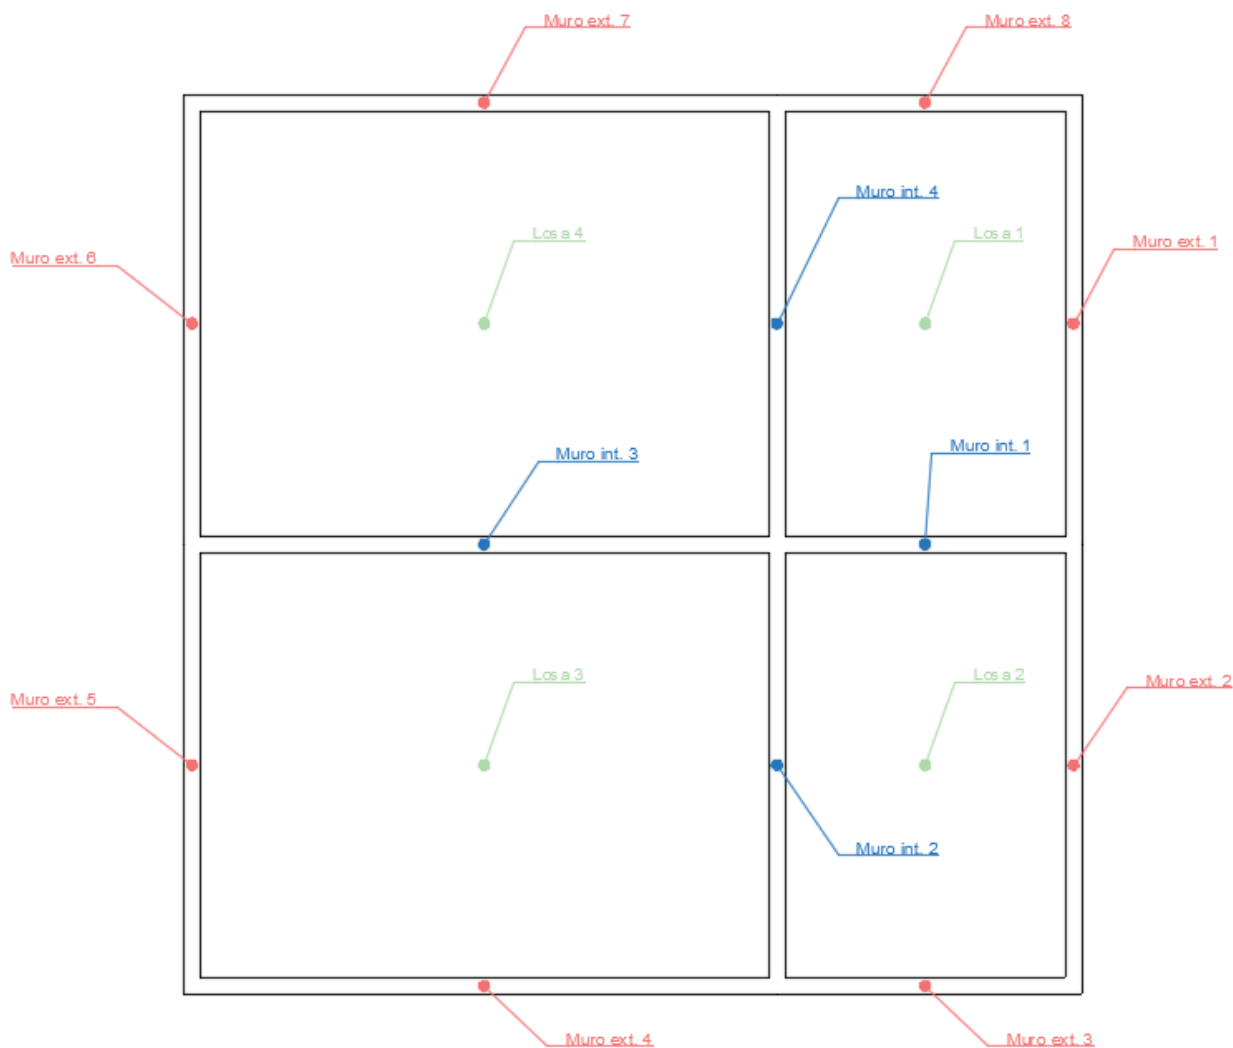 Muro ext. 7
Muro ext. 8
Muro int. 4
Losa 4
Losa 1
Muro ext. 1
Muro ext. 6
Muro int. 3
Muro int. 1
Losa 3
Losa 2
Muro ext. 2
Muro ext. 5
Muro int. 2
Muro ext. 4
Muro ext. 3